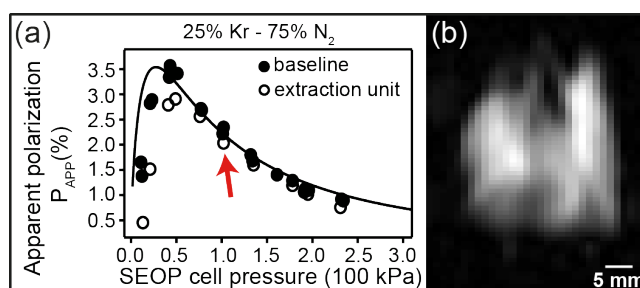 (a)
25% Kr - 75% N2
(b)
Apparent polarization
PAPP(%)
3.5
3.0
2.5
2.0
1.5
1.0
0.5
baseline
extraction unit
0.0 0.5 1.0 1.5 2.0 2.5 3.0
SEOP cell pressure (100 kPa)
5 mm